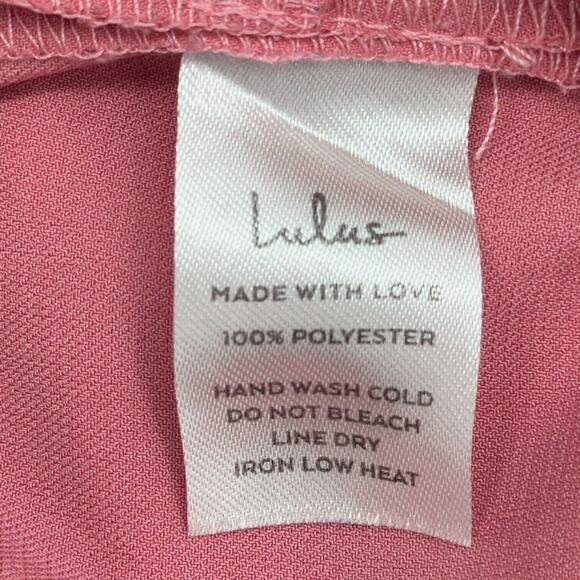 Lulus
MADE WITH LOVE
100% POLYESTER
HAND WASH COLD
DO NOT BLEACH
LINE DRY
IRON LOW HEAT